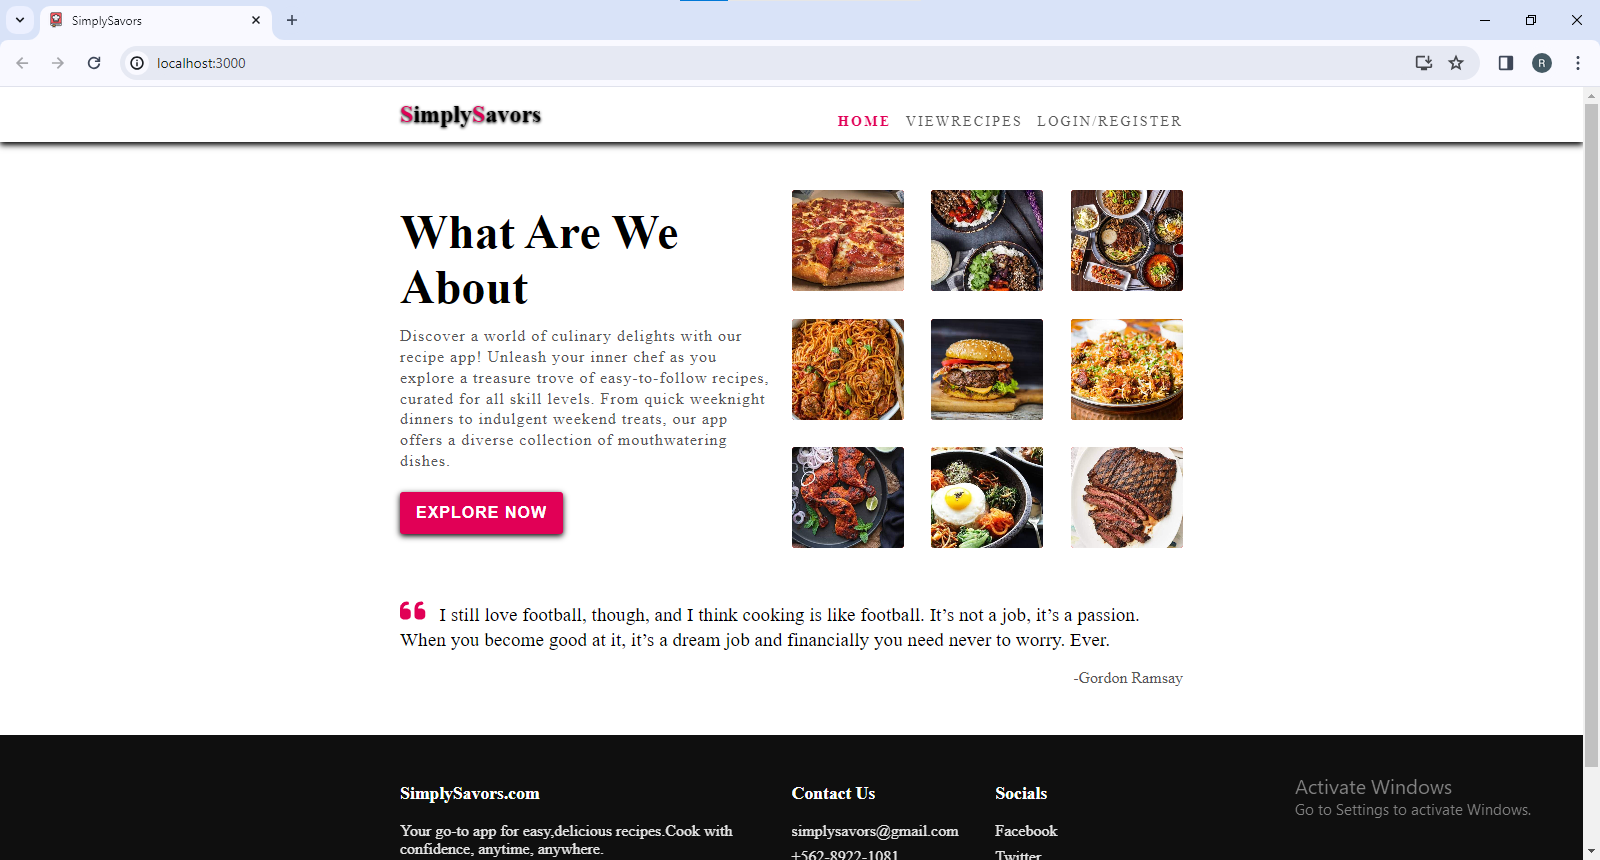 SimplySavors
localhost:3000
R
SimplySavors
HOME VIEWRECIPES LOGIN/REGISTER
What Are We
About
Discover a world of culinary delights with our
recipe app! Unleash your inner chef as you
explore a treasure trove of easy-to-follow recipes,
curated for all skill levels. From quick weeknight
dinners to indulgent weekend treats, our app
offers a diverse collection of mouthwatering
dishes.
EXPLORE NOW
I still love football, though, and I think cooking is like football. It’s not a job, it’s a passion.
When you become good at it, it’s a dream job and financially you need never to worry. Ever.
-Gordon Ramsay
SimplySavors.com
Your go-to app for easy,delicious recipes.Cook with
confidence, anytime, anywhere.
Contact Us
simplysavors@gmail.com
+562-8922-1081
Socials
Facebook
Twitter
Activate Windows
Go to Settings to activate Windows.